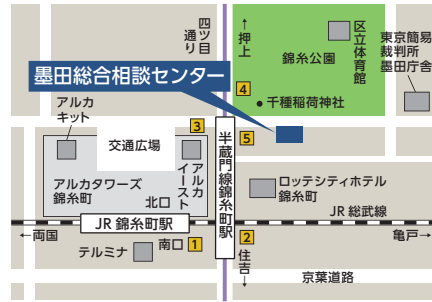 四ツ目通り
↑押上
区立体育館
錦糸公園
東京簡易
裁判所
墨田庁舎
墨田総合相談センター
4
千種稲荷神社
アルカ
キット
交通広場
3
5
アルカイースト
半蔵門線錦糸町駅
アルカタワーズ
錦糸町
北口
ロッテシティホテル
錦糸町
JR 錦糸町駅
JR 総武線
←両国
南口
1
2
亀戸→
テルミナ
住吉↓
京葉道路